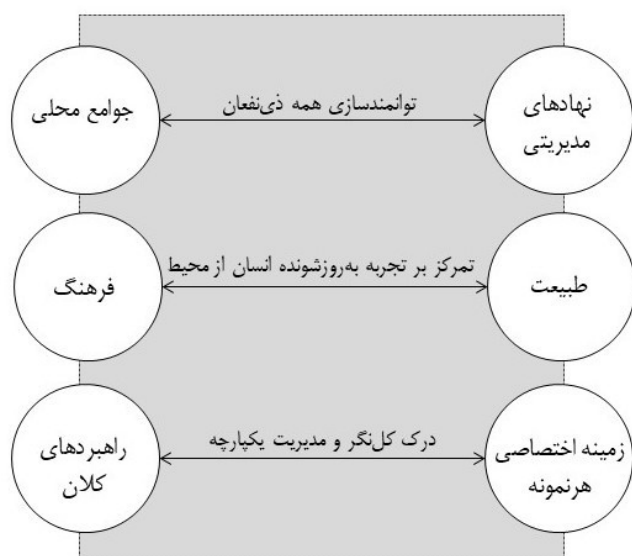 نهادهای
مدیریتی
توانمندسازی همه ذی‌نفعان
جوامع محلی
طبیعت
تمرکز بر تجربه به‌روزشونده انسان از محیط
فرهنگ
زمینه اختصاصی
هرنمونه
درک کل‌نگر و مدیریت یکپارچه
راهبردهای
کلان